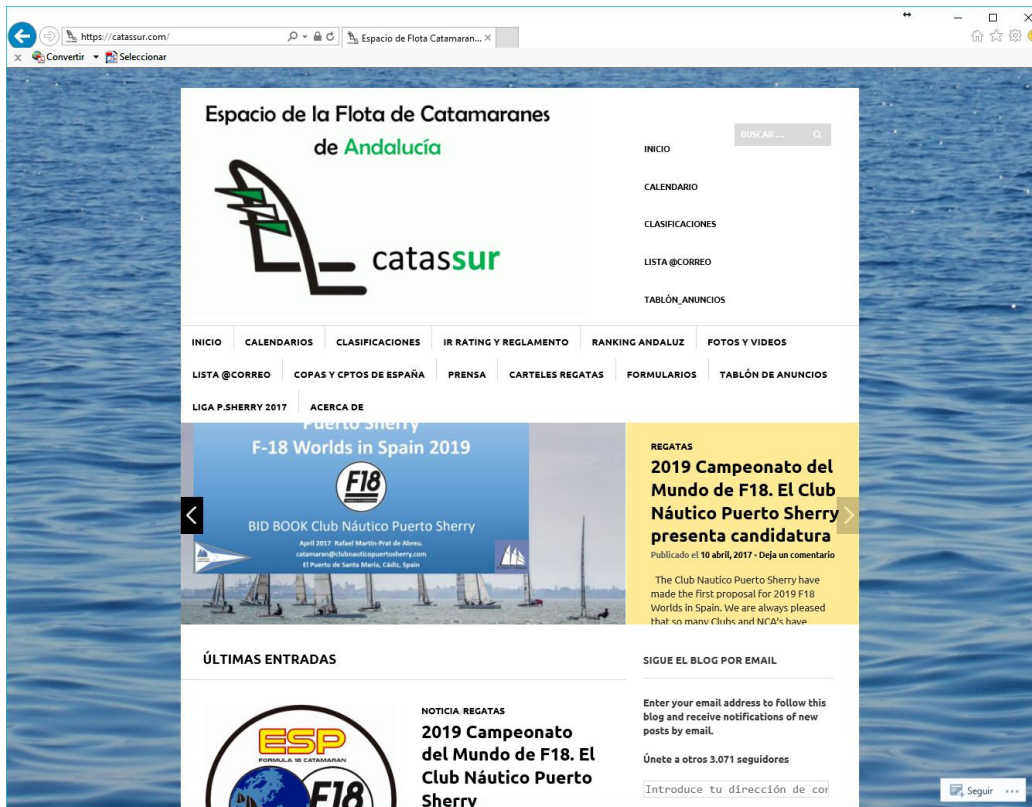 https://catassur.com/
Espacio de Flota Catamaran...
Convertir
Seleccionar
Espacio de la Flota de Catamaranes
de Andalucía
catassur
BUSCAR ...
INICIO
CALENDARIO
CLASIFICACIONES
LISTA @CORREO
TABLÓN_ANUNCIOS
INICIO CALENDARIOS CLASIFICACIONES IR RATING Y REGLAMENTO RANKING ANDALUZ FOTOS Y VIDEOS
LISTA @CORREO COPAS Y CPTOS DE ESPAÑA PRENSA CARTELES REGATAS FORMULARIOS TABLÓN DE ANUNCIOS
LIGA P.SHERRY 2017 ACERCA DE
Puerto Sherry
F-18 Worlds in Spain 2019
F18
BID BOOK Club Náutico Puerto Sherry
April 2017 Rafael Martin-Prat de Abreu.
catamaran@clubnauticopuertosherry.com
El Puerto de Santa María, Cádiz, Spain
REGATAS
2019 Campeonato del
Mundo de F18. El Club
Náutico Puerto Sherry
presenta candidatura
Publicado el 10 abril, 2017 - Deja un comentario
The Club Nautico Puerto Sherry have
made the first proposal for 2019 F18
Worlds in Spain. We are always pleased
that so many Clubs and NCA's have
ÚLTIMAS ENTRADAS
ESP
FORMULA 18 CATAMARAN
F18
NOTICIA/REGATAS
2019 Campeonato
del Mundo de F18. El
Club Náutico Puerto
Sherry
SIGUE EL BLOG POR EMAIL
Enter your email address to follow this
blog and receive notifications of new
posts by email.
Únete a otros 3.071 seguidores
Introduce tu dirección de cor
Seguir